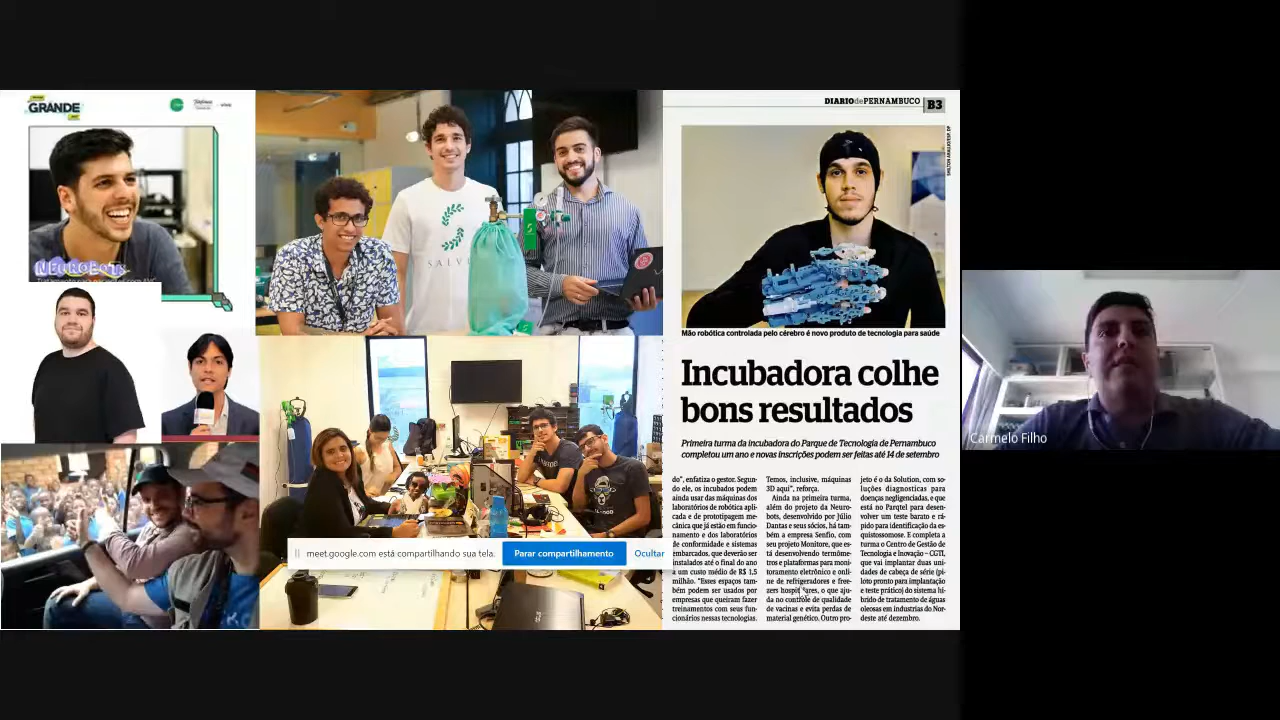 GRANDE
NEUROBOTS
SALVUS
DIARIOdePERNAMBUCO B3
Mão robótica controlada pelo cérebro é novo produto de tecnologia para saúde
Incubadora colhe
bons resultados
Primeira turma da incubadora do Parque de Tecnologia de Pernambuco
completou um ano e novas inscrições podem ser feitas até 14 de setembro
do", enfatiza o gestor. Segun-
do ele, os incubados podem
ainda usar das máquinas dos
laboratórios de robótica aplі-
cada e de prototipagem me-
cânica que já estão em funcio-
namento e dos laboratórios
de conformidade e sistemas
embarcados, que deverão ser
instalados até o final do ano
a um custo médio de R$ 1,5
milhão. "Esses espaços tam-
bém podem ser usados por
empresas que queiram fazer
treinamentos com seus fun-
cionários nessas tecnologias.
Temos, inclusive, máquinas
3D aqui", reforça.
Ainda na primeira turma,
além do projeto da Neuro-
bots, desenvolvido por Júlio
Dantas e seus sócios, há tam-
bém a empresa Senfio, com
seu projeto Monitore, que es-
tá desenvolvendo termôme-
tros e plataformas para moni-
toramento eletrônico e onli-
ne de refrigeradores e free-
zers hospitalares, o que aju-
da no controle de qualidade
de vacinas e evita perdas de
material genético. Outro pro-
jeto é o da Solution, com so-
luções diagnosticas para
doenças negligenciadas, e que
está no Parqtel para desen-
volver um teste barato e rá-
pido para identificação da es-
quistossomose. E completa a
turma o Centro de Gestão de
Tecnologia e Inovação - CGTI,
que vai implantar duas uni-
dades de cabeça de série (pi-
loto pronto para implantação
e teste prático) do sistema hí-
brido de tratamento de águas
oleosas em industrias do Nor-
deste até dezembro.
meet.google.com está compartilhando sua tela.
Parar compartilhamento
Ocultar
Carmelo Filho